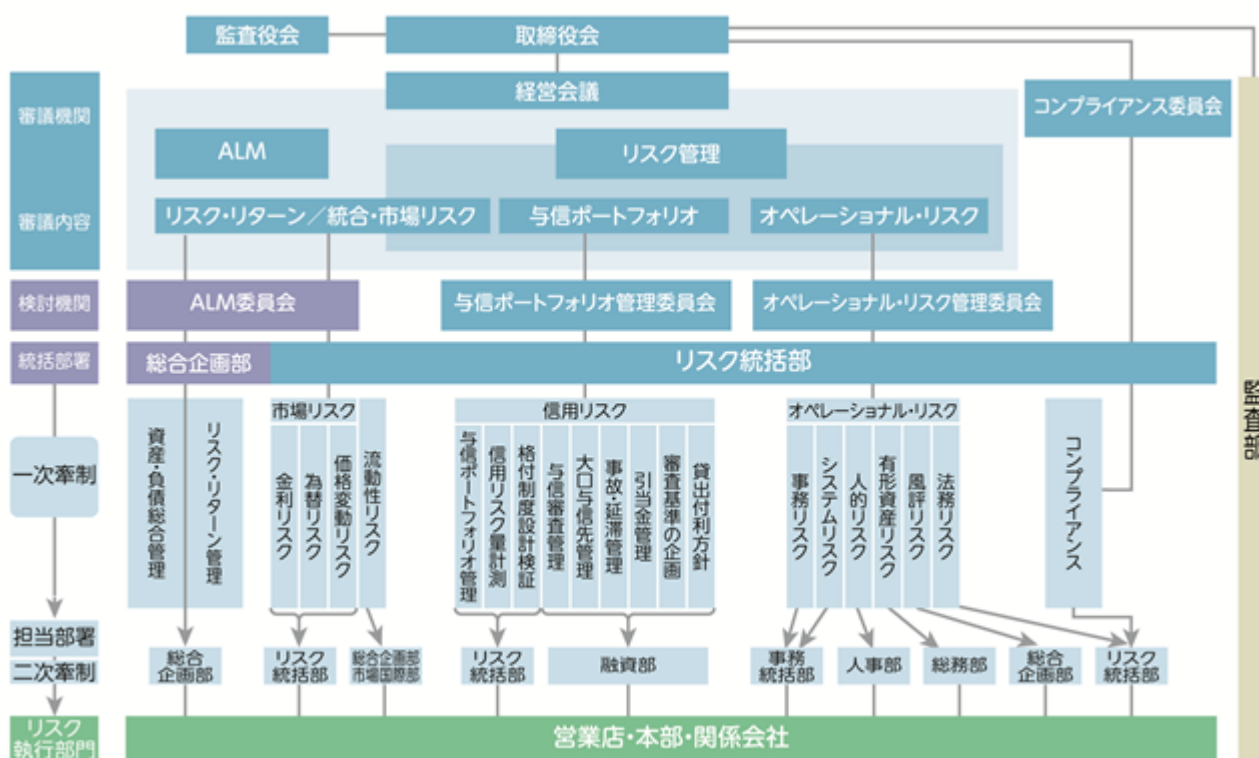 監査役会
取締役会
審議機関
経営会議
コンプライアンス委員会
ALM
リスク管理
審議内容
リスク・リターン／統合・市場リスク
与信ポートフォリオ
オペレーショナル・リスク
検討機関
ALM委員会
与信ポートフォリオ管理委員会
オペレーショナル・リスク管理委員会
統括部署
総合企画部
リスク統括部
監査部
一次牽制
資産・負債総合管理
リスク・リターン管理
市場リスク
金利リスク
為替リスク
価格変動リスク
流動性リスク
信用リスク
与信ポートフォリオ管理
信用リスク量計測
格付制度設計検証
与信審査管理
大口与信先管理
事故・延滞管理
引当金管理
審査基準の企画
貸出付利方針
オペレーショナル・リスク
事務リスク
システムリスク
人的リスク
有形資産リスク
風評リスク
法務リスク
コンプライアンス
担当部署
二次牽制
総合
企画部
リスク
統括部
総合企画部
市場国際部
リスク
統括部
融資部
事務
統括部
人事部
総務部
総合
企画部
リスク
統括部
リスク
執行部門
営業店・本部・関係会社